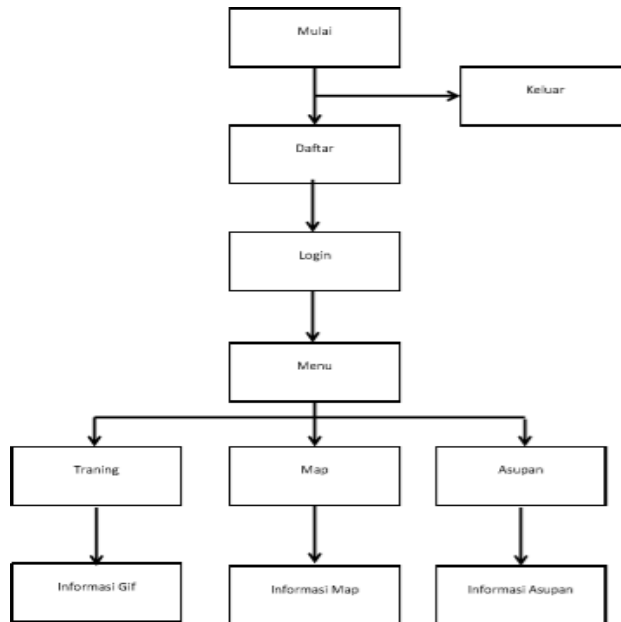 Mulai
Keluar
Daftar
Login
Menu
Traning
Map
Asupan
Informasi Gif
Informasi Map
Informasi Asupan